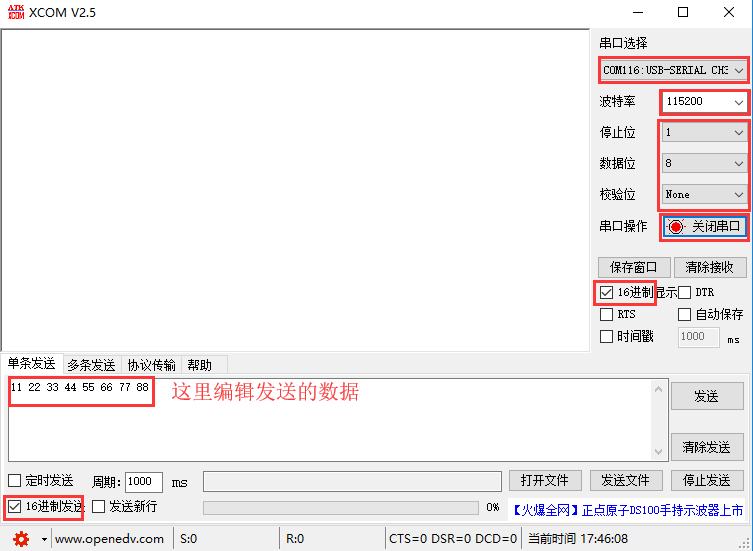 ATK
XCOM
XCOM V2.5
串口选择
COM116:USB-SERIAL CH3
波特率
115200
停止位
1
数据位
8
校验位
None
串口操作
关闭串口
保存窗口
清除接收
16进制显示
DTR
RTS
自动保存
时间戳
1000
ms
单条发送
多条发送
协议传输
帮助
11 22 33 44 55 66 77 88
这里编辑发送的数据
发送
清除发送
定时发送
周期:
1000
ms
打开文件
发送文件
停止发送
16进制发送
发送新行
0%
【火爆全网】正点原子DS100手持示波器上市
www.openedv.com
S:0
R:0
CTS=0 DSR=0 DCD=0
当前时间 17:46:08